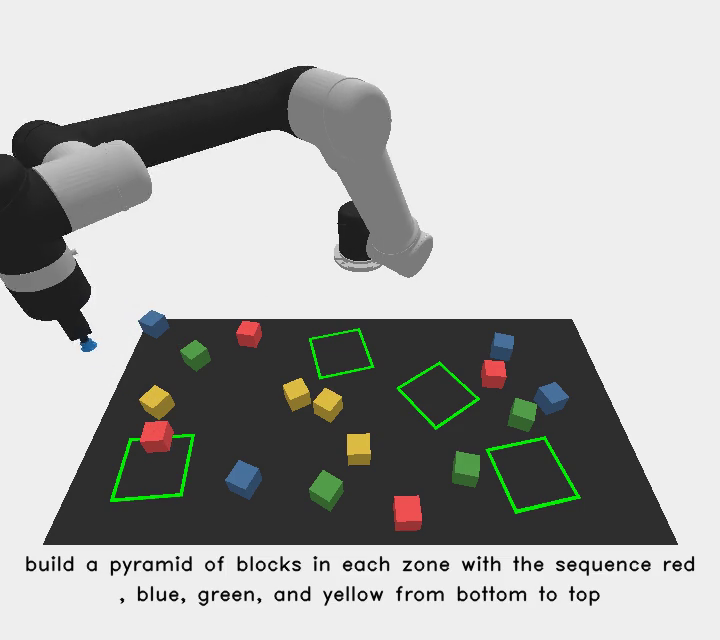 build a pyramid of blocks in each zone with the sequence red
, blue, green, and yellow from bottom to top